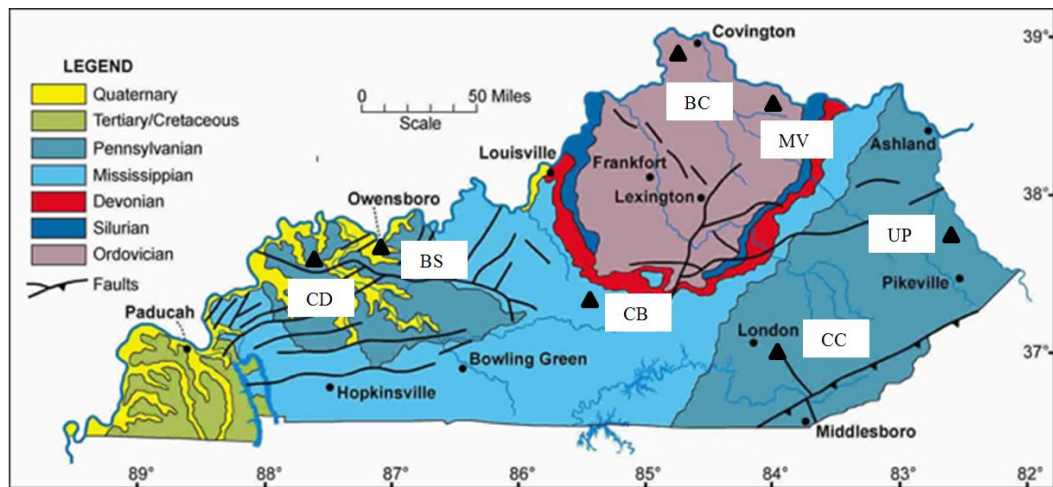 LEGEND
Quaternary
Tertiary/Cretaceous
Pennsylvanian
Mississippian
Devonian
Silurian
Ordovician
Faults
0 50 Miles
Scale
Covington
39°
BC
MV
Ashland
Louisville
Frankfort
Lexington
38°
Owensboro
BS
UP
CD
Pikeville
Paducah
CB
London
CC
37°
Bowling Green
Hopkinsville
Middlesboro
89° 88° 87° 86° 85° 84° 83° 82°